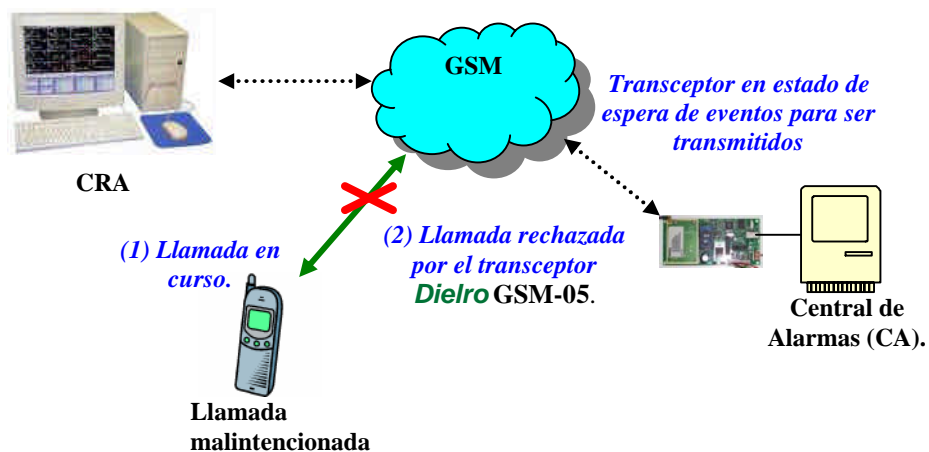 GSM
Transceptor en estado de
espera de eventos para ser
transmitidos
CRA
(1) Llamada en
curso.
(2) Llamada rechazada
por el transceptor
Dielro GSM-05.
Central de
Alarmas (CA).
Llamada
malintencionada